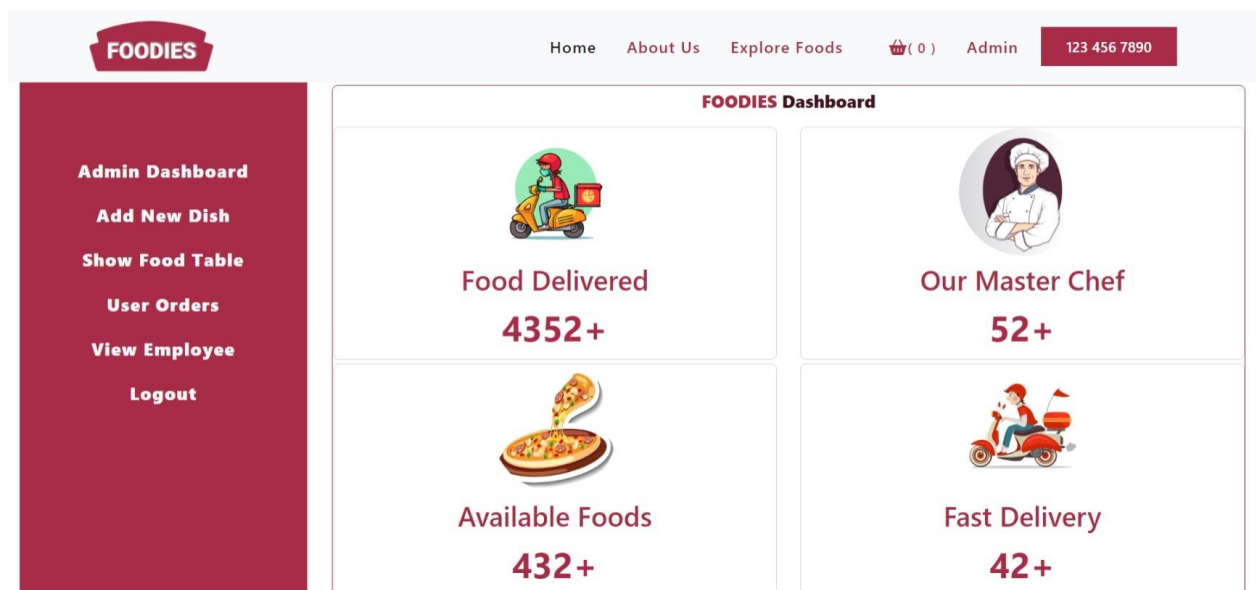 FOODIES
Home About Us Explore Foods ( 0 ) Admin 123 456 7890
FOODIES Dashboard
Admin Dashboard
Add New Dish
Show Food Table
User Orders
View Employee
Logout
Food Delivered
4352+
Our Master Chef
52+
Available Foods
432+
Fast Delivery
42+